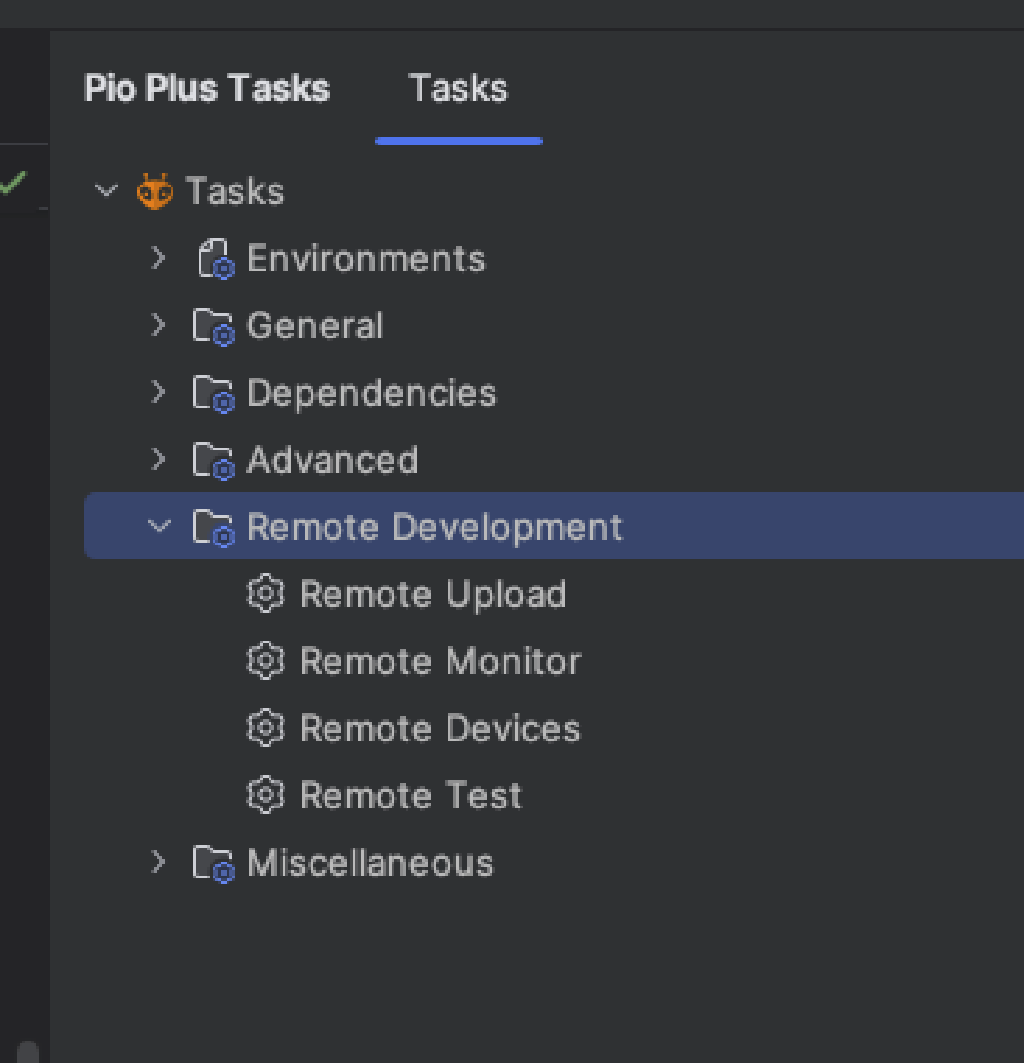 Pio Plus Tasks Tasks
Tasks
Environments
General
Dependencies
Advanced
Remote Development
Remote Upload
Remote Monitor
Remote Devices
Remote Test
Miscellaneous